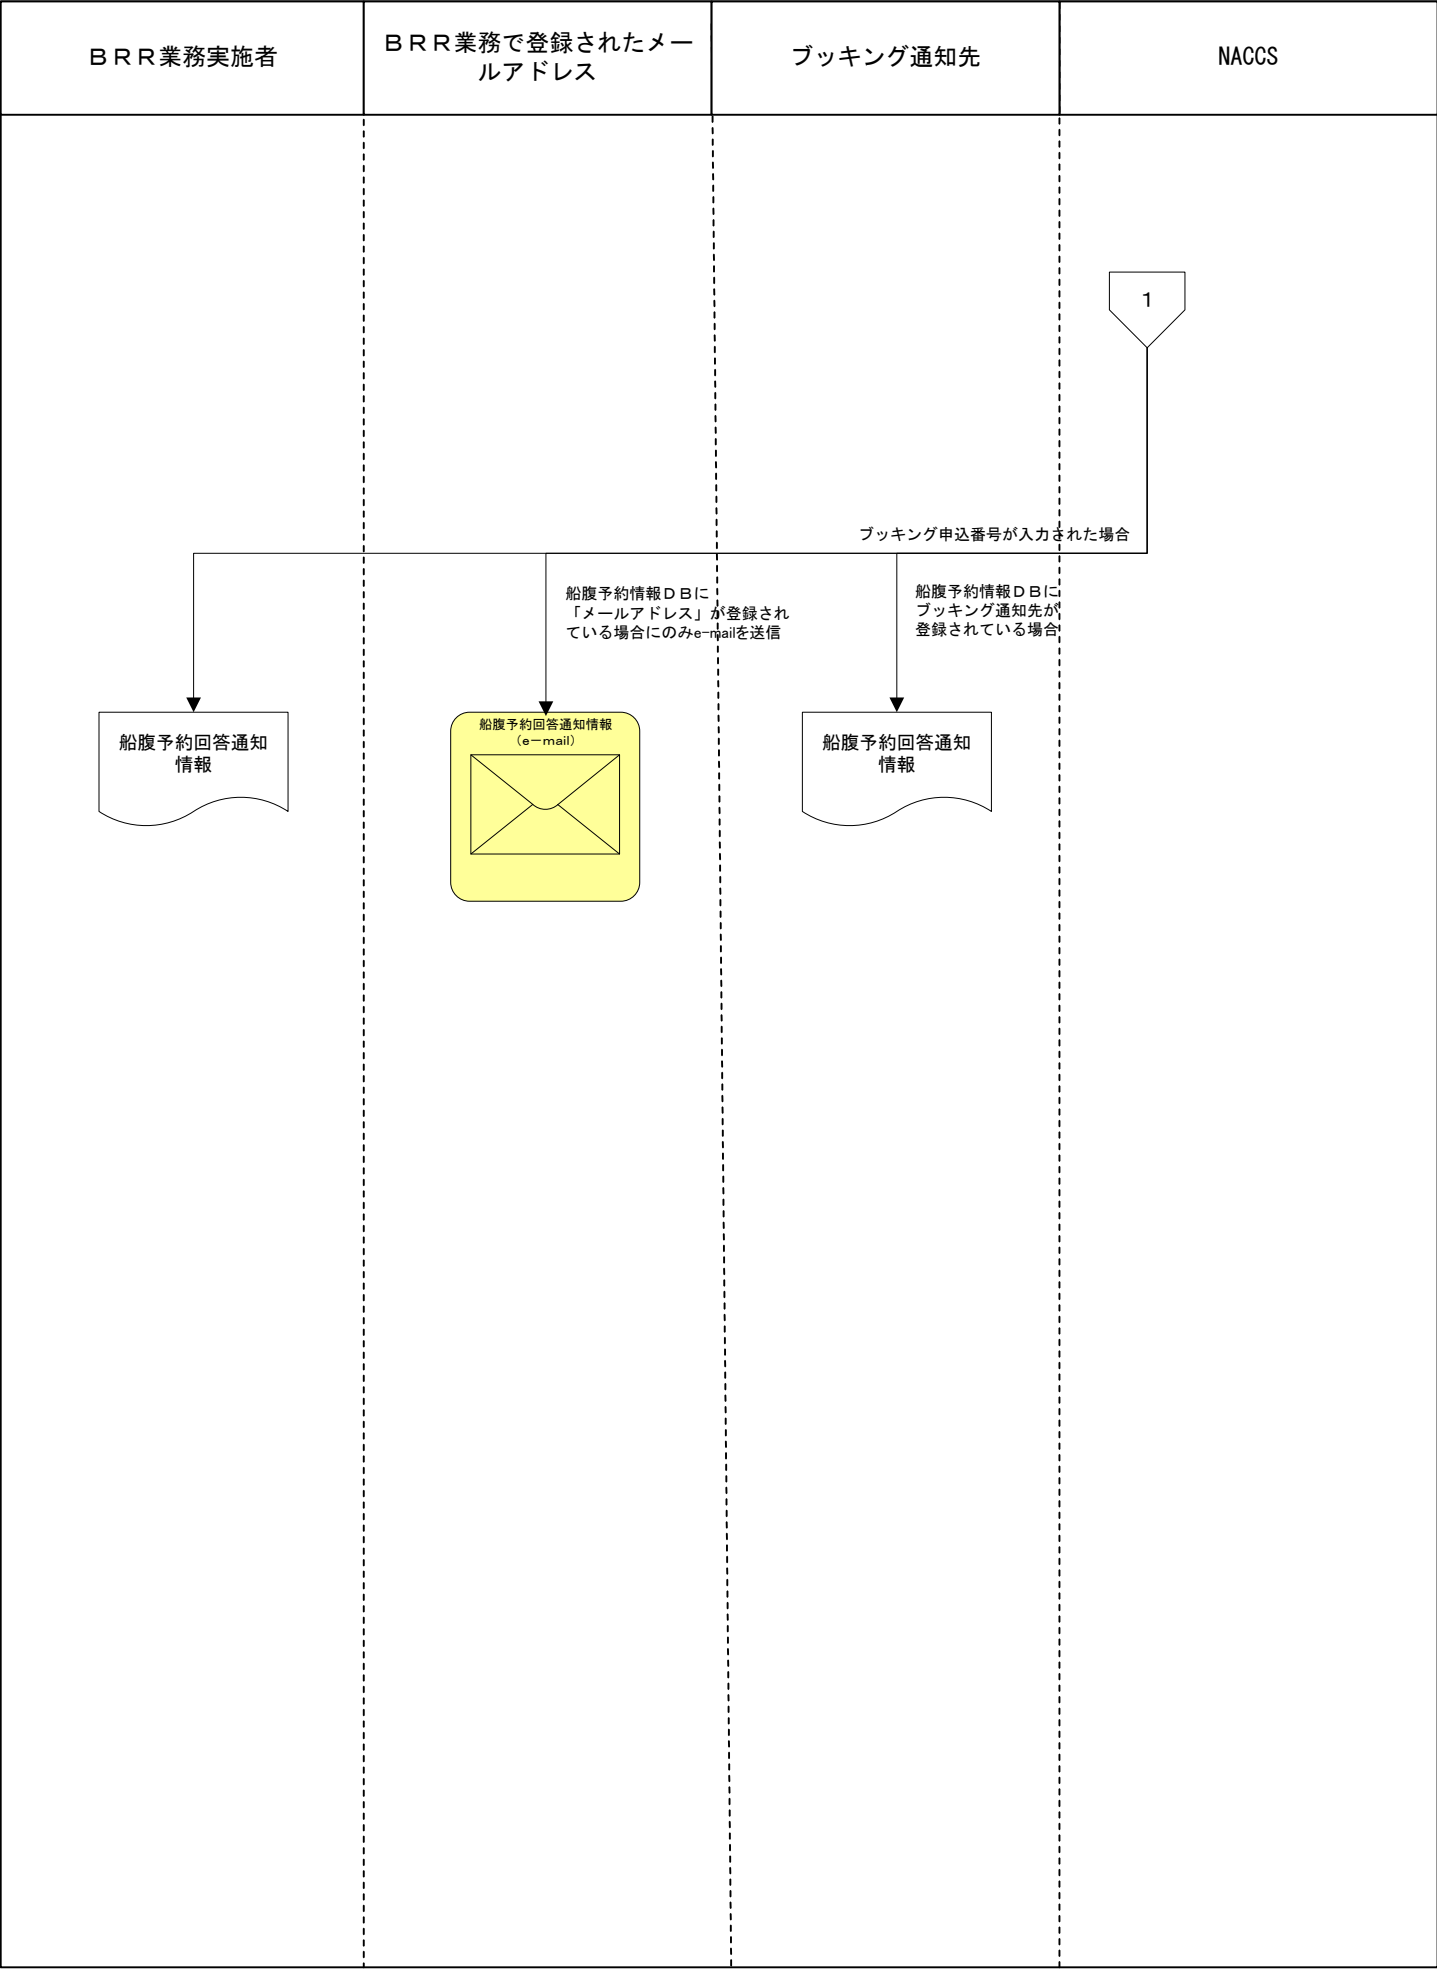 ＢＲＲ業務実施者
ＢＲＲ業務で登録されたメー
ルアドレス
ブッキング通知先
NACCS
1
ブッキング申込番号が入力された場合
船腹予約情報ＤＢに
「メールアドレス」が登録され
ている場合にのみe-mailを送信
船腹予約情報ＤＢに
ブッキング通知先が
登録されている場合
船腹予約回答通知
情報
船腹予約回答通知情報
（e－mail）
船腹予約回答通知
情報